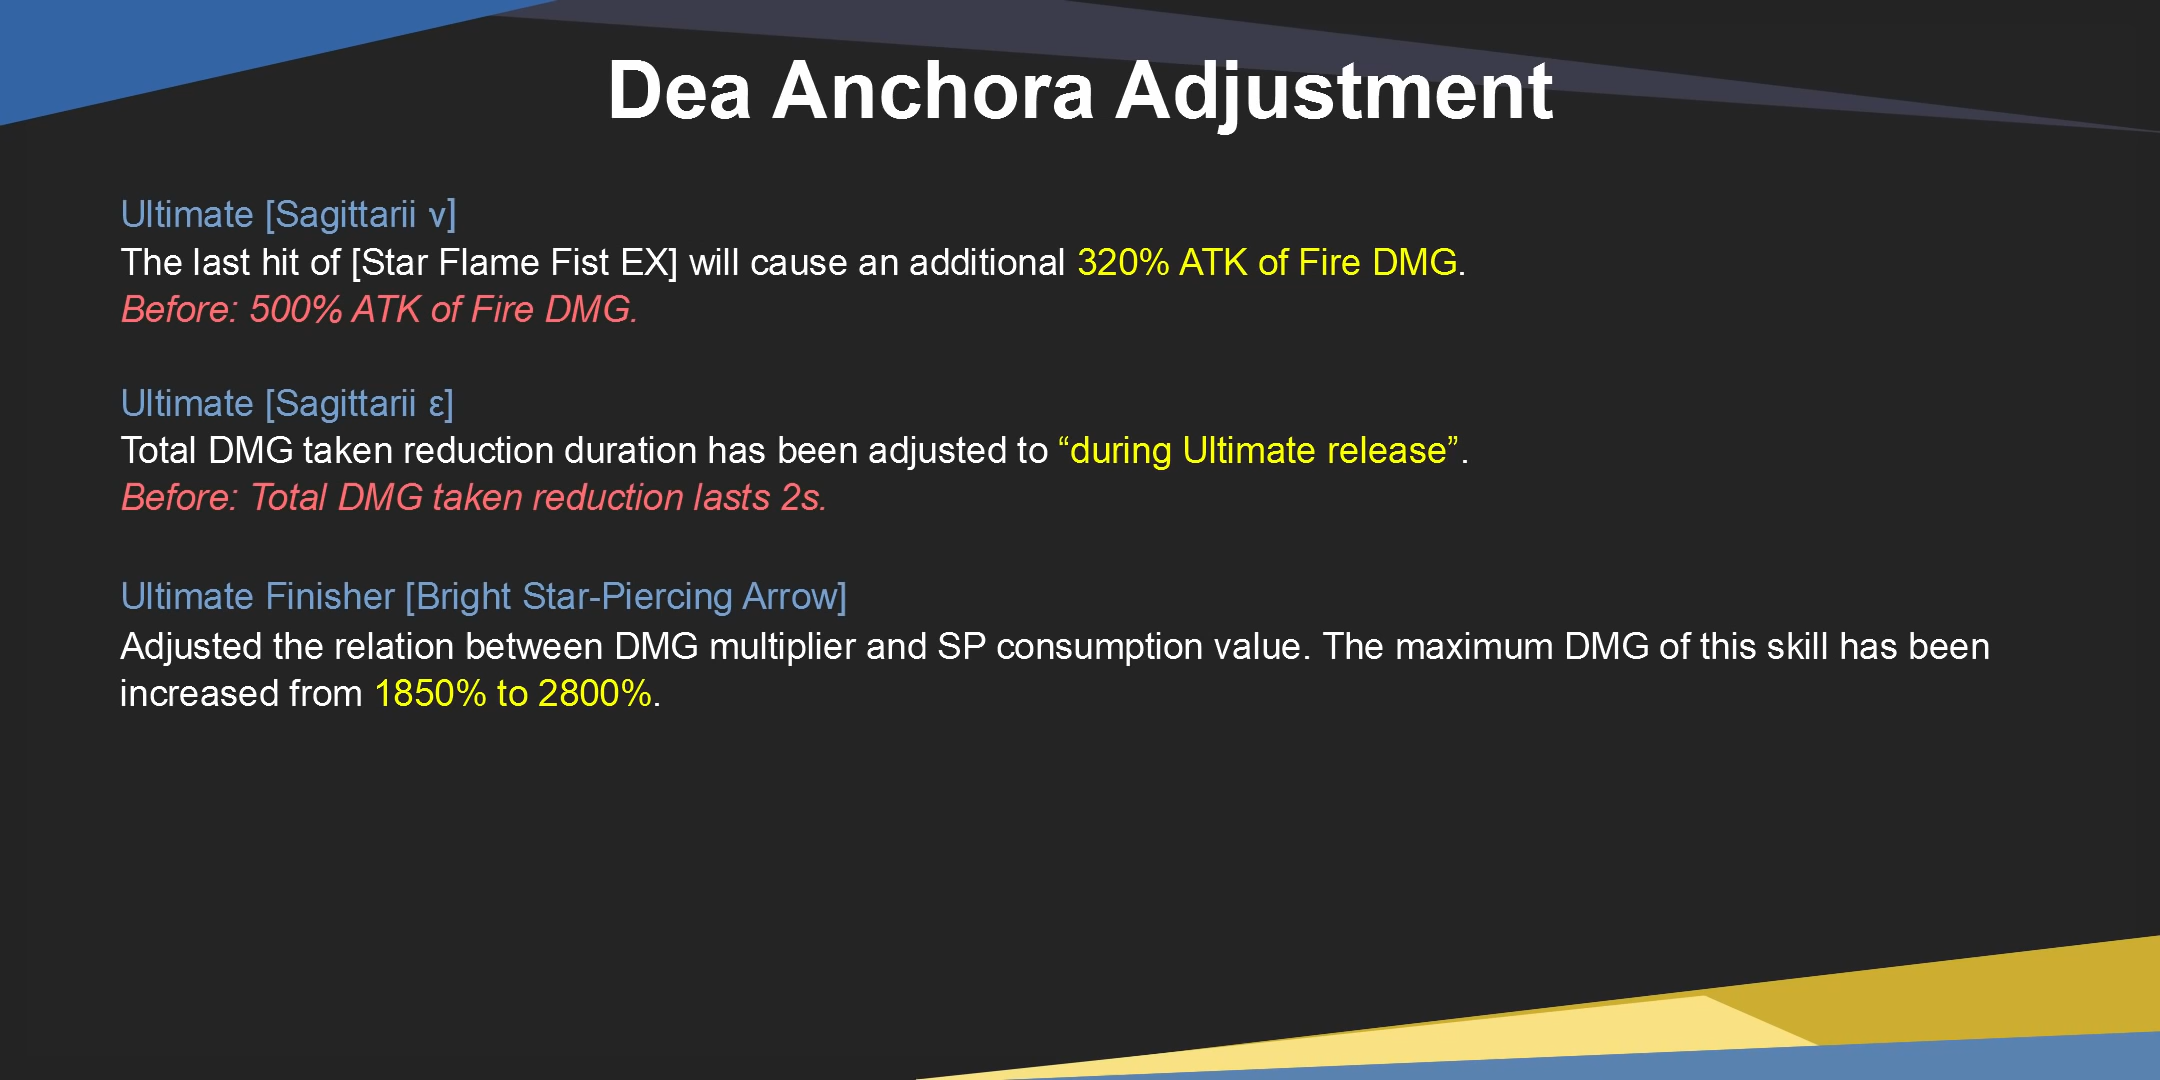 Dea Anchora Adjustment
Ultimate [Sagittarii ν]
The last hit of [Star Flame Fist EX] will cause an additional 320% ATK of Fire DMG.
Before: 500% ATK of Fire DMG.
Ultimate [Sagittarii ε]
Total DMG taken reduction duration has been adjusted to “during Ultimate release”.
Before: Total DMG taken reduction lasts 2s.
Ultimate Finisher [Bright Star-Piercing Arrow]
Adjusted the relation between DMG multiplier and SP consumption value. The maximum DMG of this skill has been
increased from 1850% to 2800%.